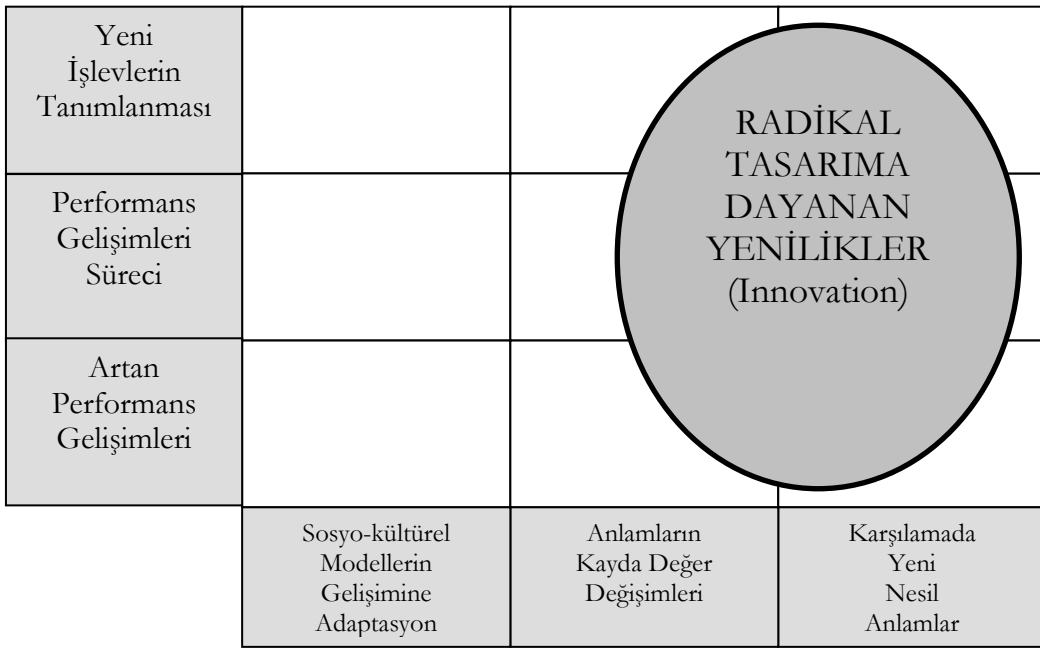 Yeni
İşlevlerin
Tanımlanması
RADİKAL
TASARIMA
DAYANAN
YENİLİKLER
(Innovation)
Performans
Gelişimleri
Süreci
Artan
Performans
Gelişimleri
Sosyo-kültürel
Modellerin
Gelişimine
Adaptasyon
Anlamların
Kayda Değer
Değişimleri
Karşılamada
Yeni
Nesil
Anlamlar